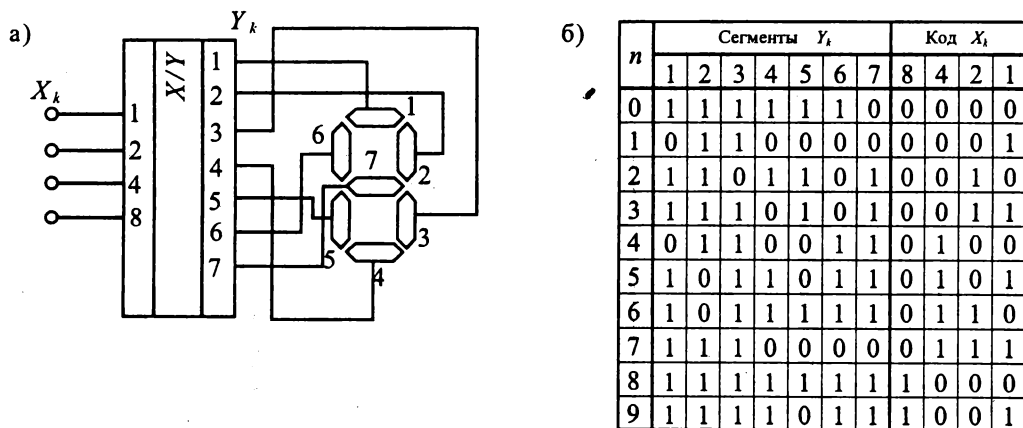 а)
Y k
X k
X/Y
1
2
4
8
1
2
3
4
5
6
7
1
6
7
2
3
5
4
б)
n Сегменты Y k Код X k
1 2 3 4 5 6 7 8 4 2 1
0 1 1 1 1 1 1 0 0 0 0 0
1 0 1 1 0 0 0 0 0 0 0 1
2 1 1 0 1 1 0 1 0 0 1 0
3 1 1 1 0 1 0 1 0 0 1 1
4 0 1 1 0 0 1 1 0 1 0 0
5 1 0 1 1 0 1 1 0 1 0 1
6 1 0 1 1 1 1 1 0 1 1 0
7 1 1 1 0 0 0 0 0 1 1 1
8 1 1 1 1 1 1 1 1 0 0 0
9 1 1 1 1 0 1 1 1 0 0 1